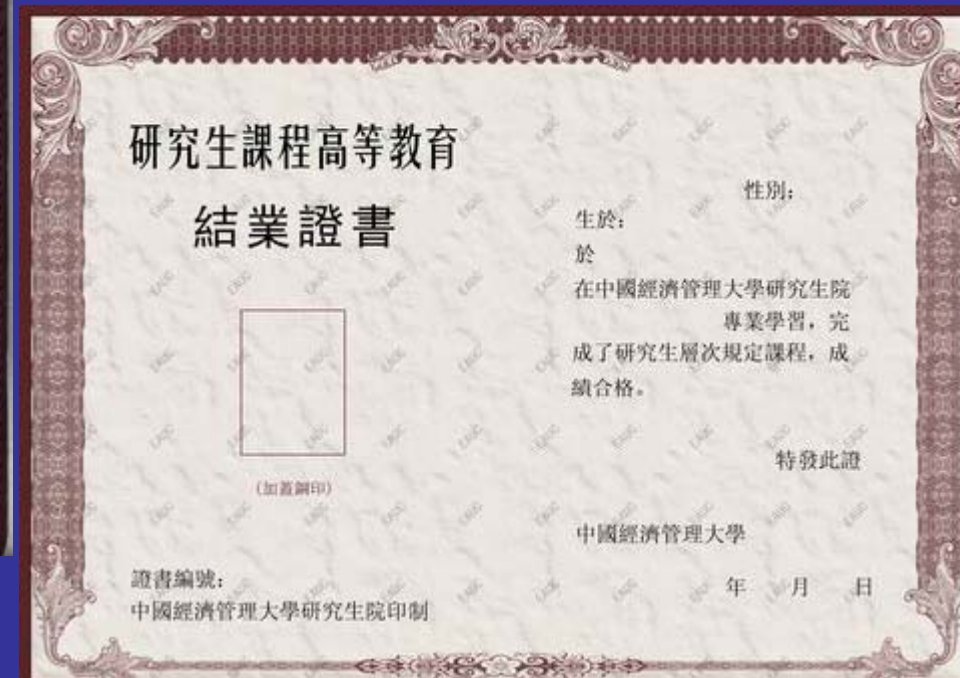 研究生課程高等教育
結業證書
(加蓋鋼印)
證書編號：
中國經濟管理大學研究生院印制
性別：
生於：
於
在中國經濟管理大學研究生院
專業學習，完
成了研究生層次規定課程，成
績合格。
特發此證
中國經濟管理大學
年 月 日